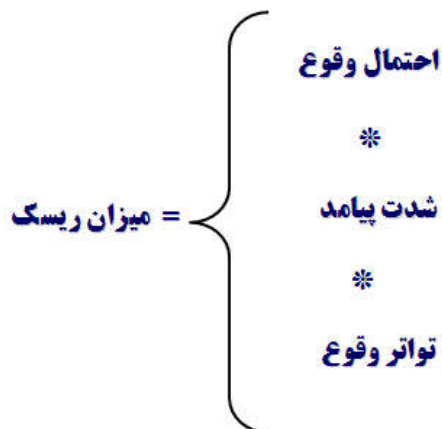 احتمال وقوع
*
شدت پیامد
میزان ریسک =
*
تواتر وقوع